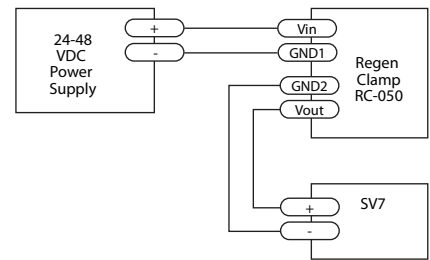 24-48
VDC
Power
Supply
+
-
Vin
GND1
GND2
Vout
Regen
Clamp
RC-050
SV7
+
-